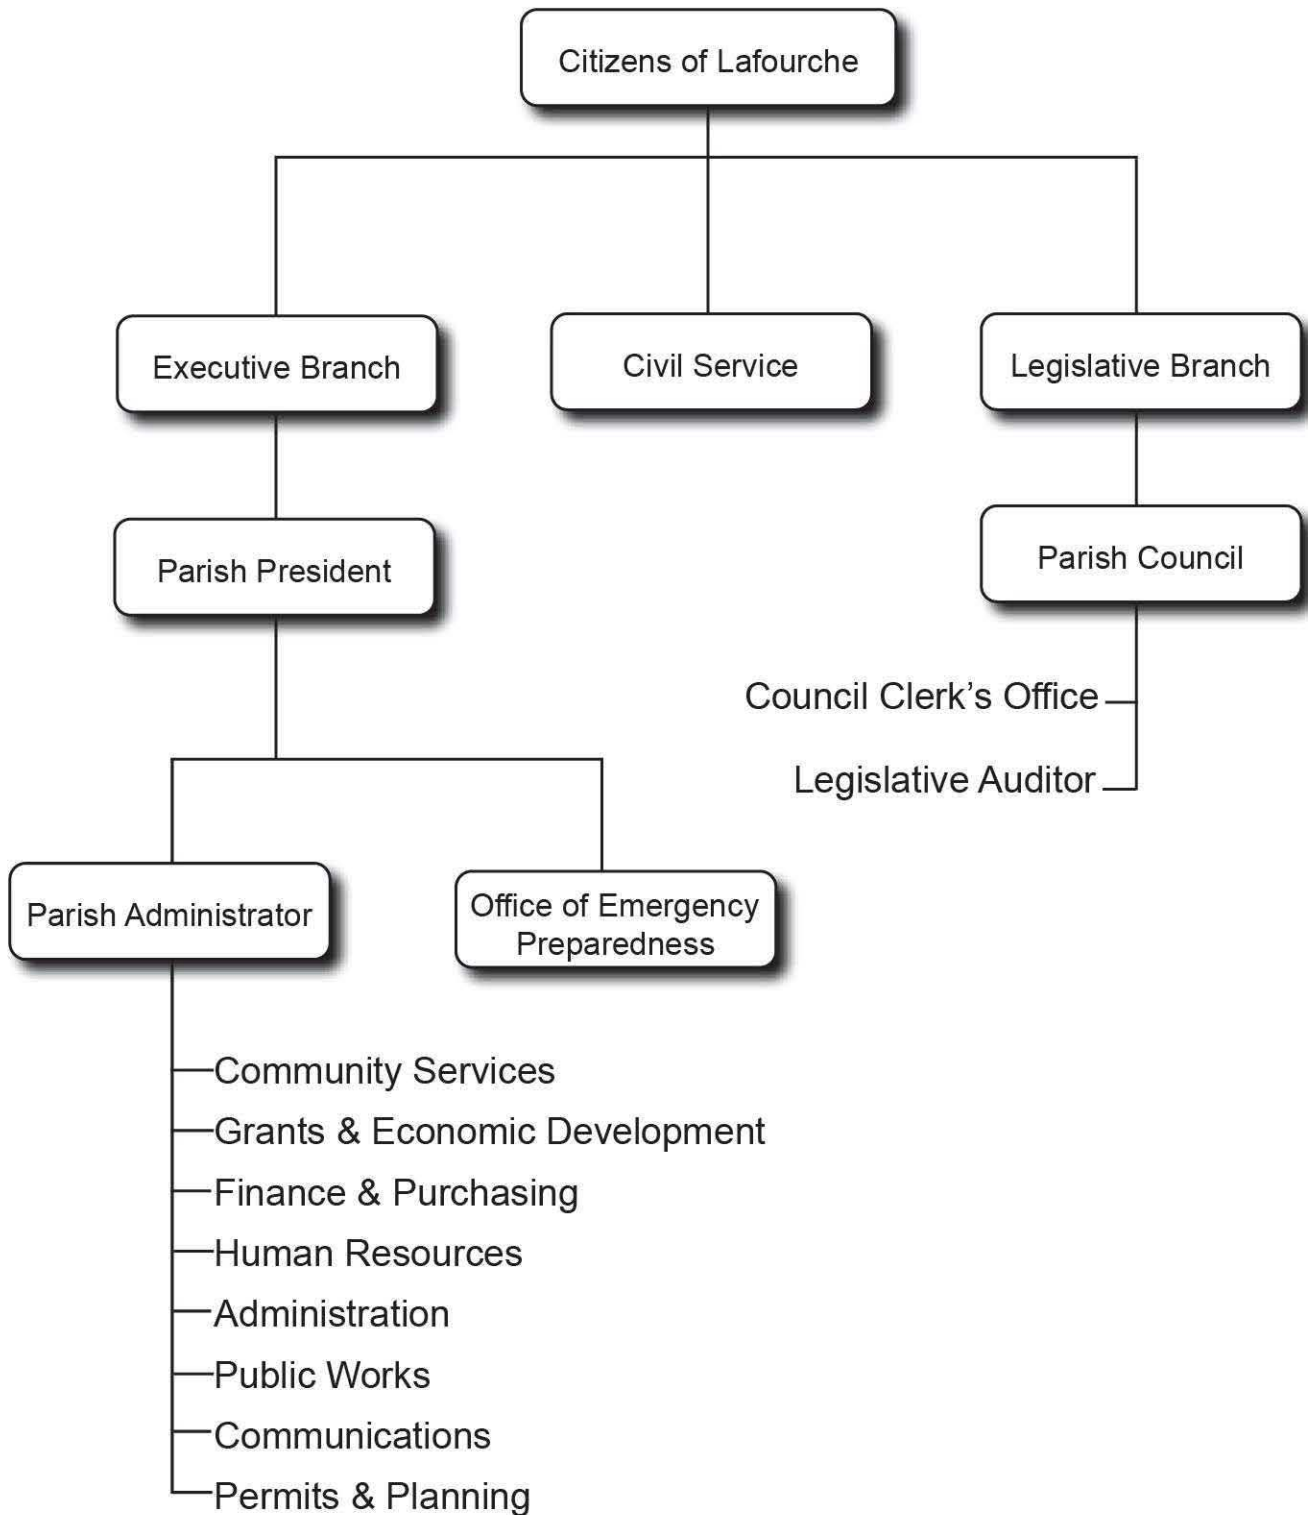 Citizens of Lafourche
Executive Branch
Civil Service
Legislative Branch
Parish President
Parish Council
Council Clerk’s Office
Legislative Auditor
Parish Administrator
Office of Emergency
Preparedness
Community Services
Grants & Economic Development
Finance & Purchasing
Human Resources
Administration
Public Works
Communications
Permits & Planning